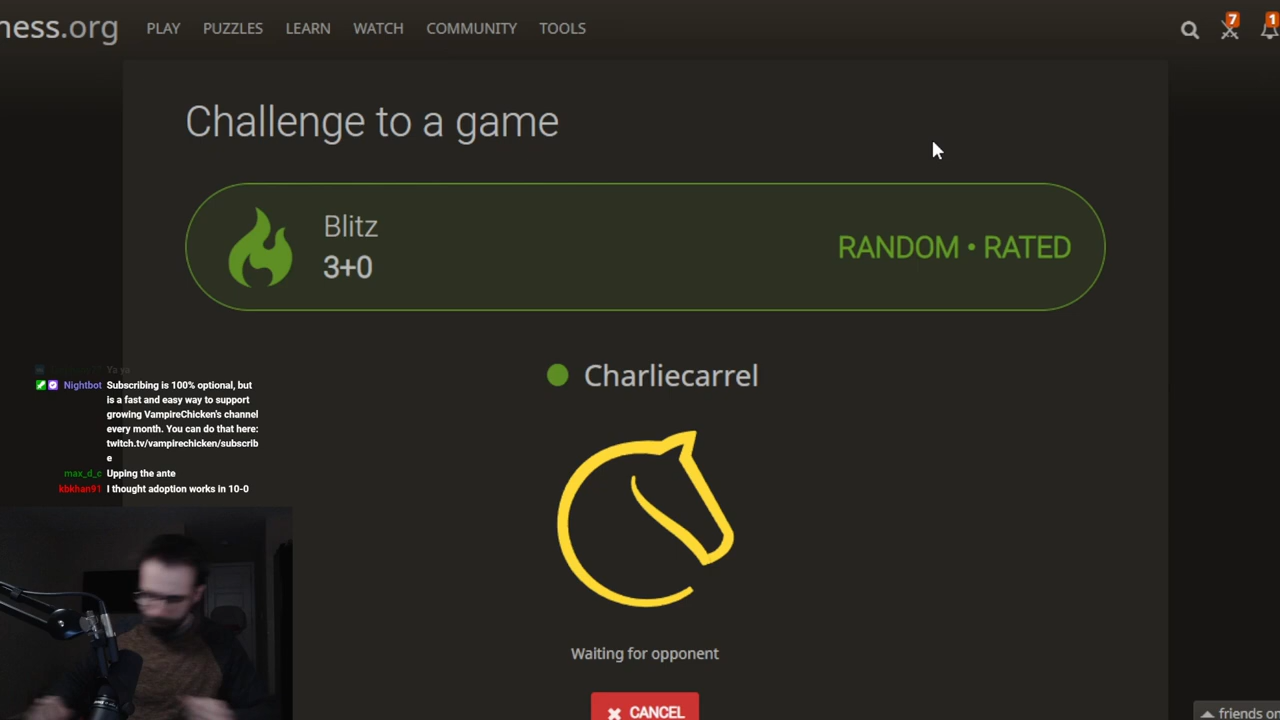 ness.org PLAY PUZZLES LEARN WATCH COMMUNITY TOOLS 7 1
Challenge to a game
Blitz
3+0
RANDOM • RATED
Charliecarrel
Ya ya
Nightbot Subscribing is 100% optional, but
is a fast and easy way to support
growing VampireChicken's channel
every month. You can do that here:
twitch.tv/vampirechicken/subscrib
e
max_d_c Upping the ante
kbkhan91 I thought adoption works in 10-0
Waiting for opponent
CANCEL
friends on